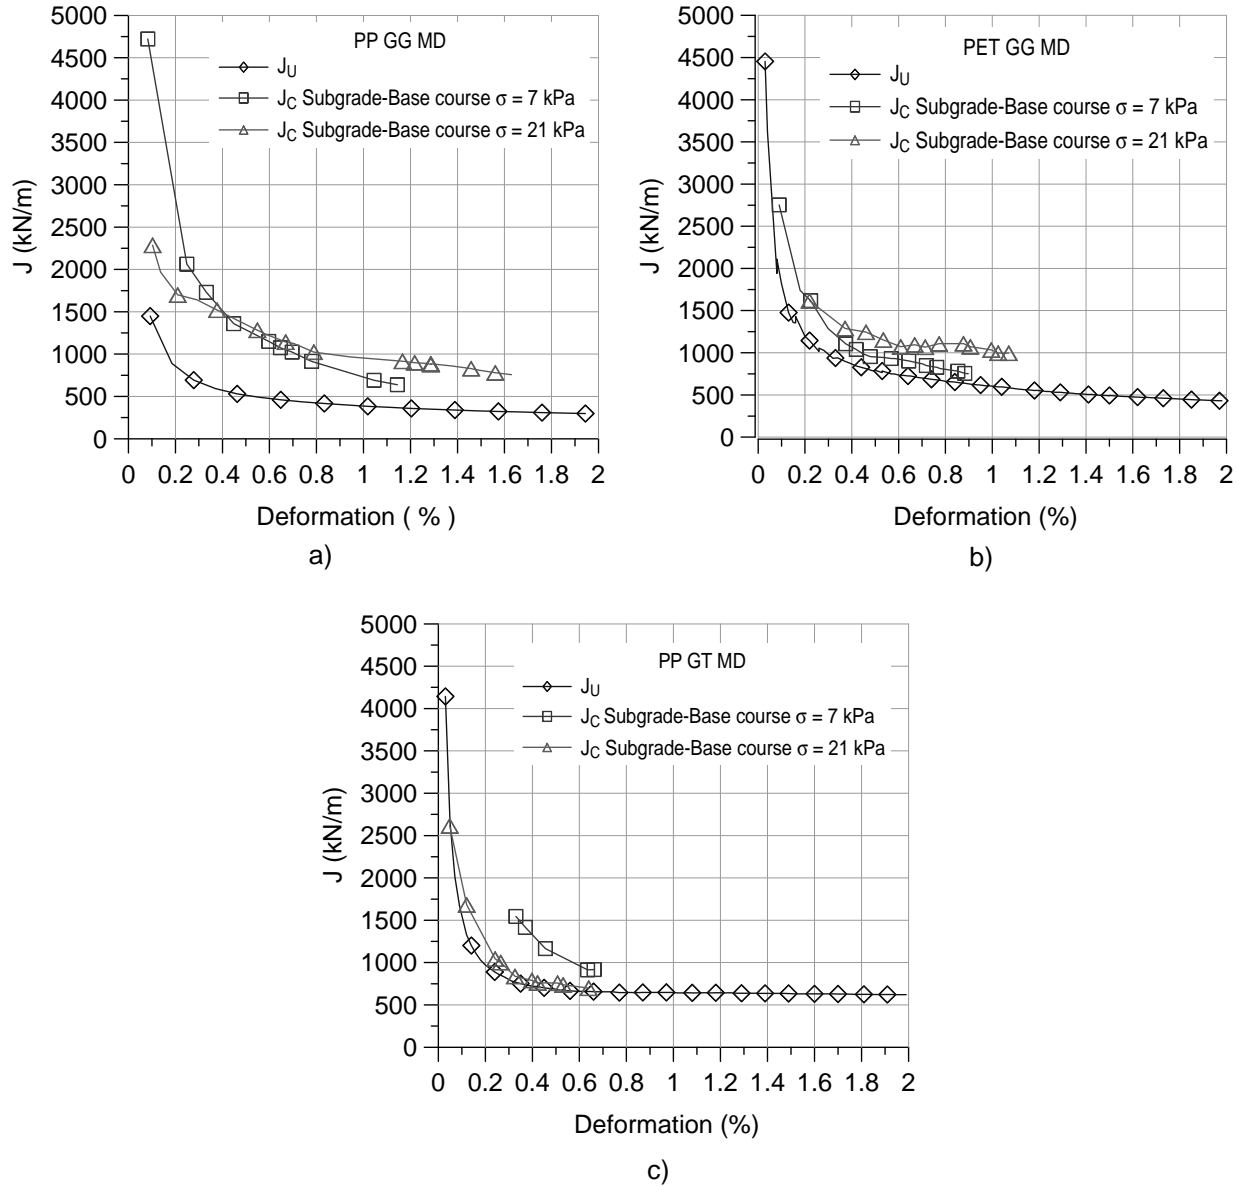 PP GG MD
J_U
J_C Subgrade-Base course σ = 7 kPa
J_C Subgrade-Base course σ = 21 kPa
5000
4500
4000
3500
3000
2500
2000
1500
1000
500
0
J (kN/m)
0 0.2 0.4 0.6 0.8 1 1.2 1.4 1.6 1.8 2
Deformation ( % )
a)
PET GG MD
J_U
J_C Subgrade-Base course σ = 7 kPa
J_C Subgrade-Base course σ = 21 kPa
5000
4500
4000
3500
3000
2500
2000
1500
1000
500
0
J (kN/m)
0 0.2 0.4 0.6 0.8 1 1.2 1.4 1.6 1.8 2
Deformation (%)
b)
PP GT MD
J_U
J_C Subgrade-Base course σ = 7 kPa
J_C Subgrade-Base course σ = 21 kPa
5000
4500
4000
3500
3000
2500
2000
1500
1000
500
0
J (kN/m)
0 0.2 0.4 0.6 0.8 1 1.2 1.4 1.6 1.8 2
Deformation (%)
c)